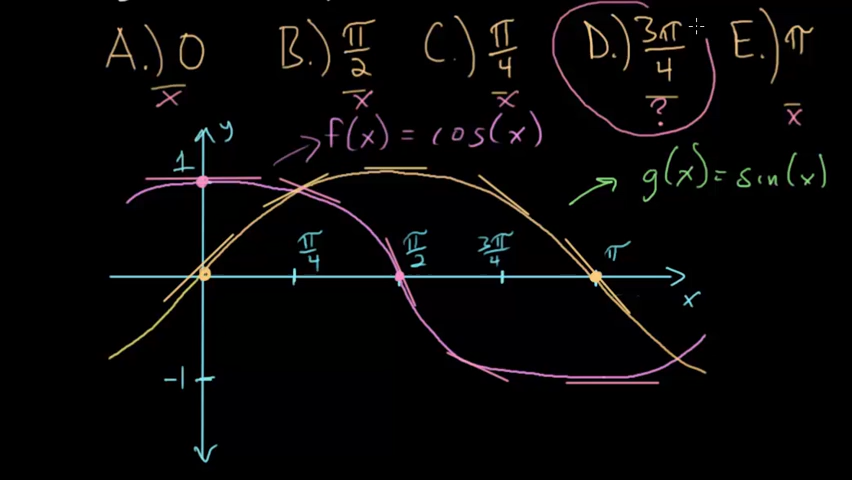 A.) 0 B.) π/2 C.) π/4 D.) 3π/4 E.) π
x x x ? x
y
f(x) = cos(x)
1
g(x) = sin(x)
π/4 π/2 3π/4 π
x
-1